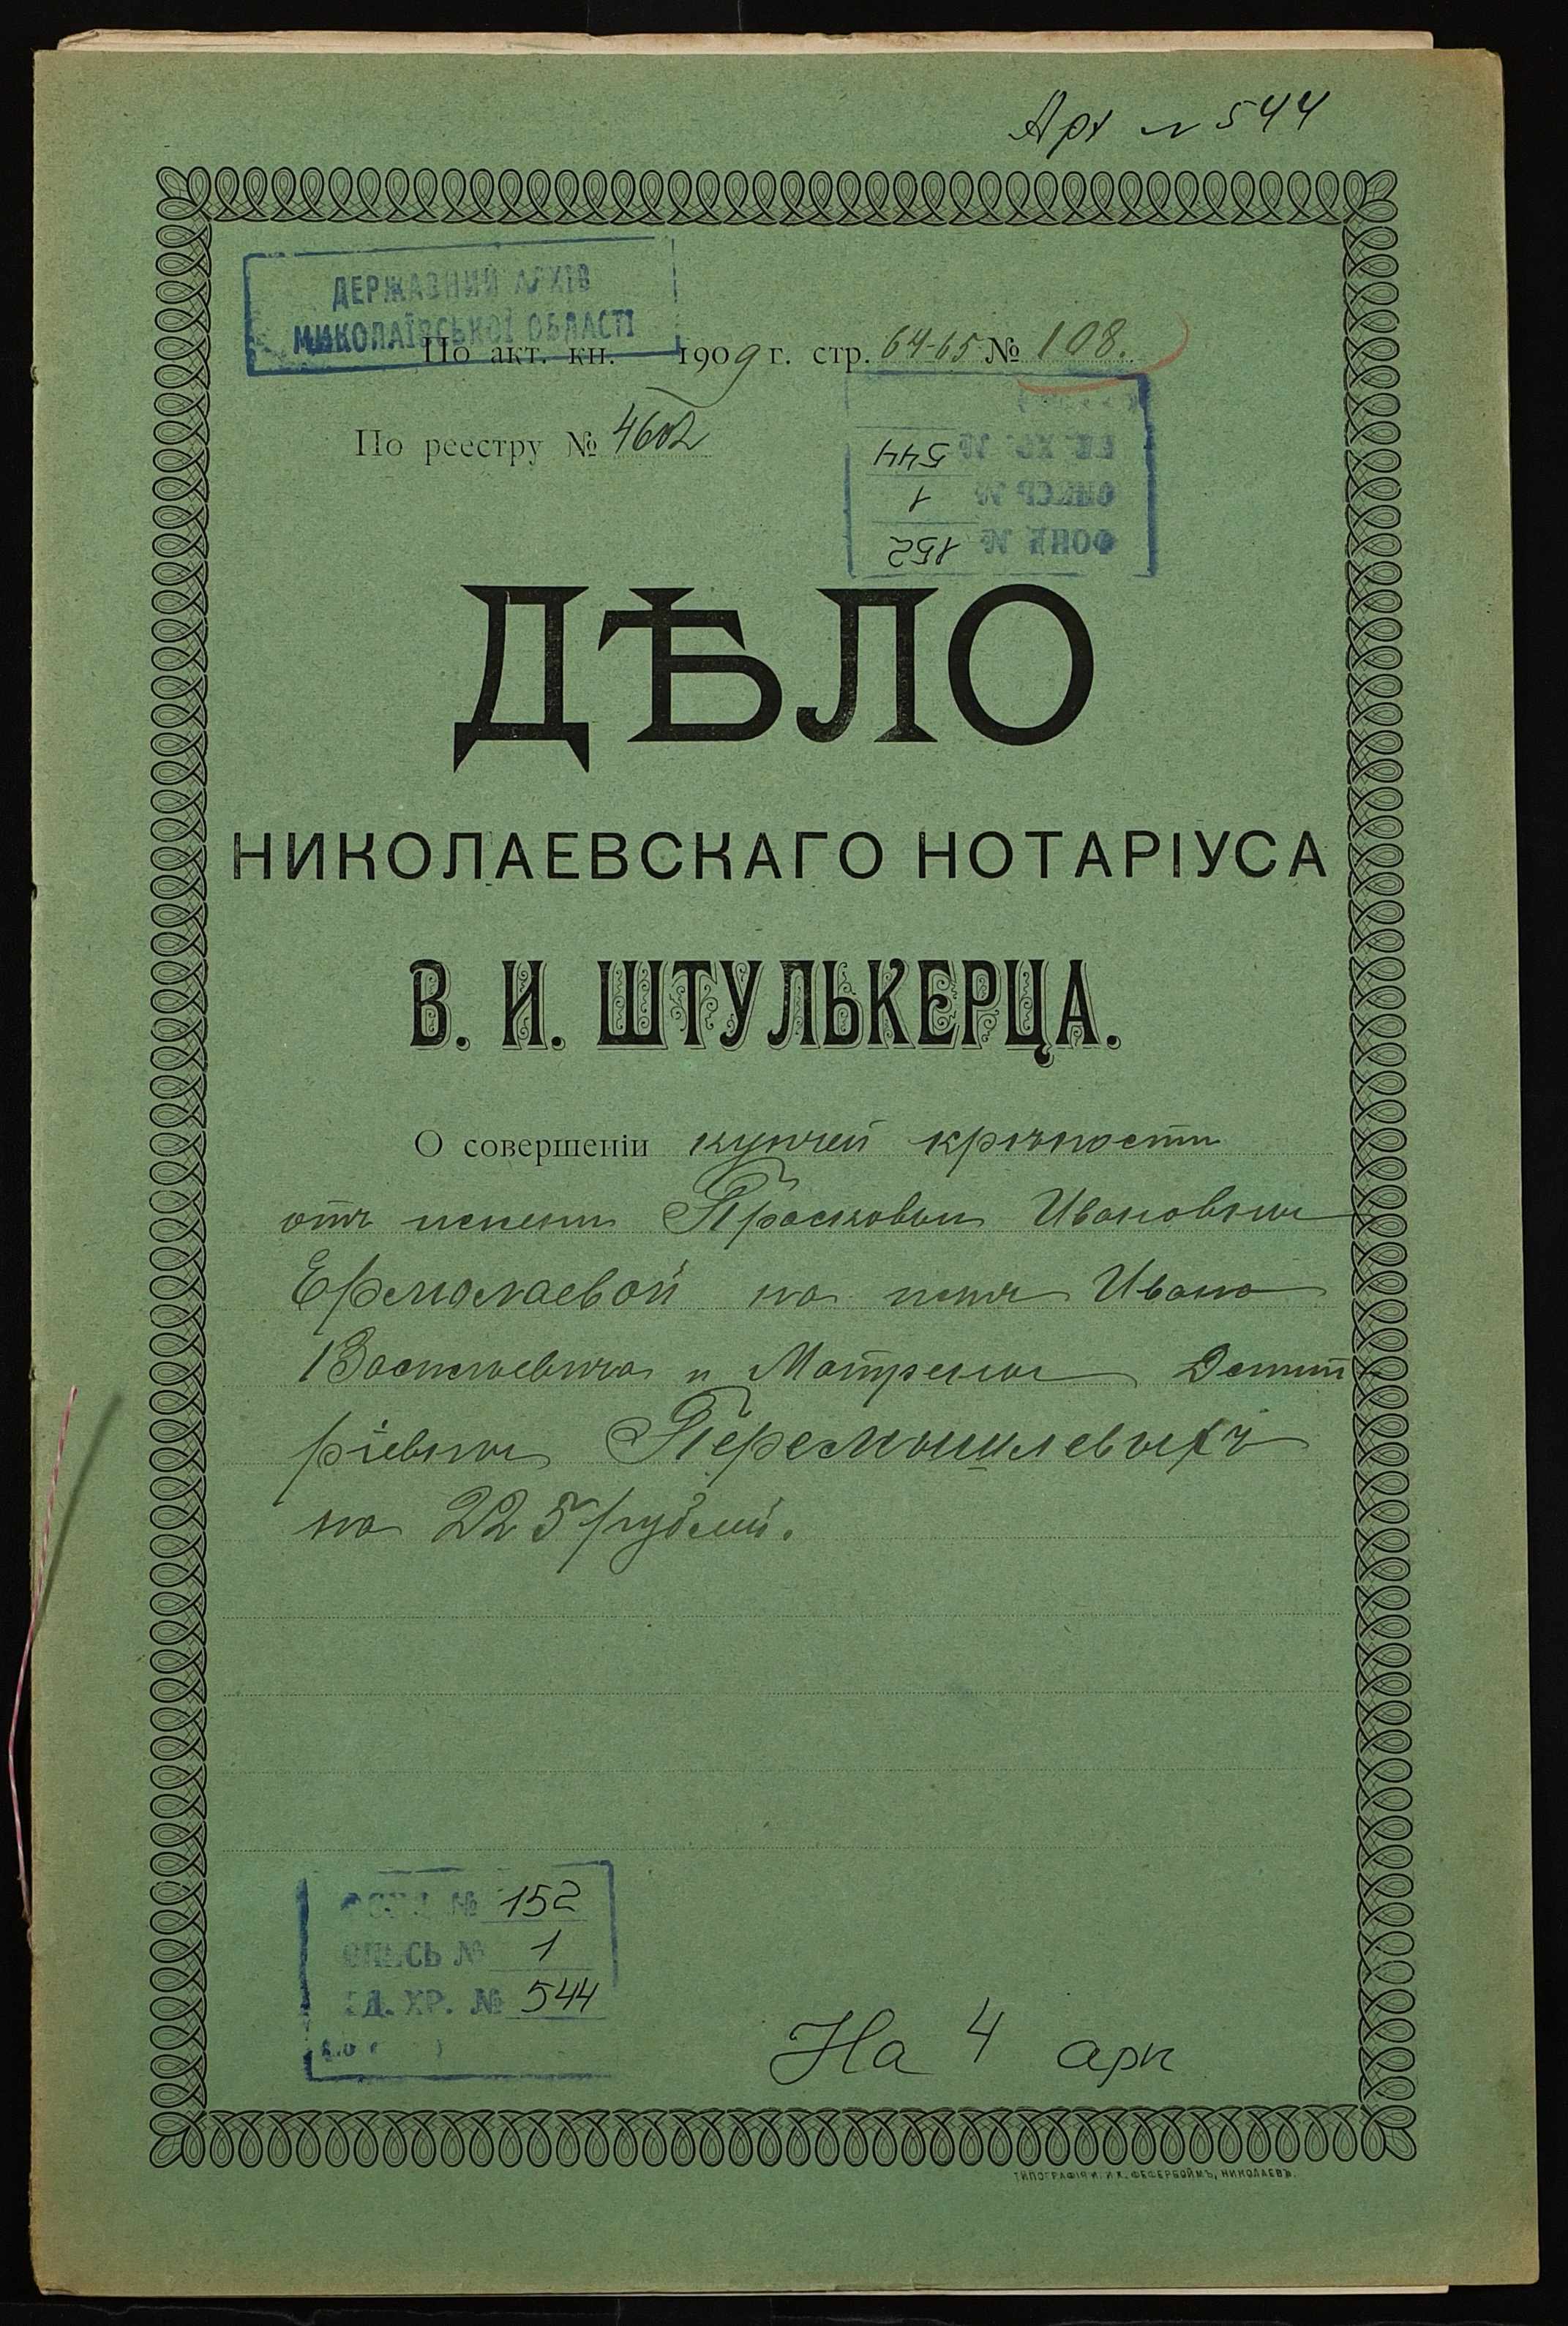 Арх № 544
ДЕРЖАВНИЙ АРХІВ
МИКОЛАЇВСЬКОЇ ОБЛАСТІ
По акт. кн. 1909 г. стр. 64-65 № 108.
По реестру № 4602
ФОНД № 152
ОПИСЬ № 1
ЕД. ХР. № 544
ДѢЛО
НИКОЛАЕВСКАГО НОТАРІУСА
В. И. ШТУЛЬКЕРЦА.
О совершеніи купчей крѣпости
отъ имени Прасковьи Ивановны
Ермолаевой на имя Ивана
Васильевича и Матрены Димит
ріевны Перемышлевыхъ
на 225 рублей.
ФОНД № 152
ОПИСЬ № 1
ЕД. ХР. № 544
На 4 арк
ТИПОГРАФІЯ И. И Х. ФЕФЕРБОЙМЪ, НИКОЛАЕВЪ.